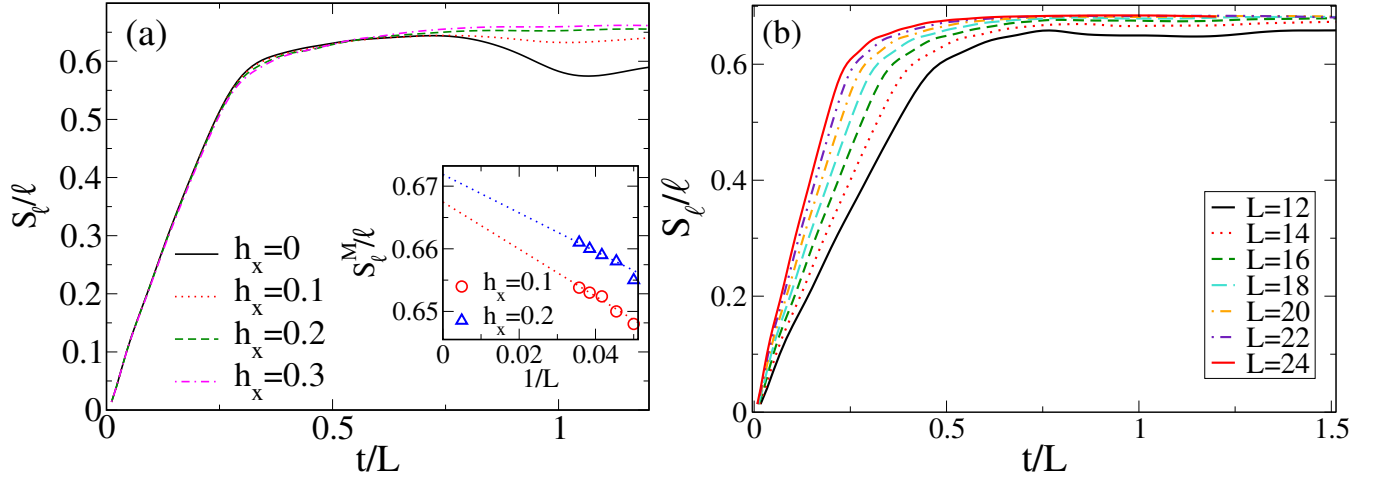 (a)
S_ℓ/ℓ
0.6
0.5
0.4
0.3
0.2
0.1
0
0
0.5
1
t/L
h_x=0
h_x=0.1
h_x=0.2
h_x=0.3
S_ℓ^M/ℓ
0.67
0.66
0.65
0
0.02
0.04
1/L
h_x=0.1
h_x=0.2
(b)
S_ℓ/ℓ
0.6
0.4
0.2
0
0
0.5
1
1.5
t/L
L=12
L=14
L=16
L=18
L=20
L=22
L=24